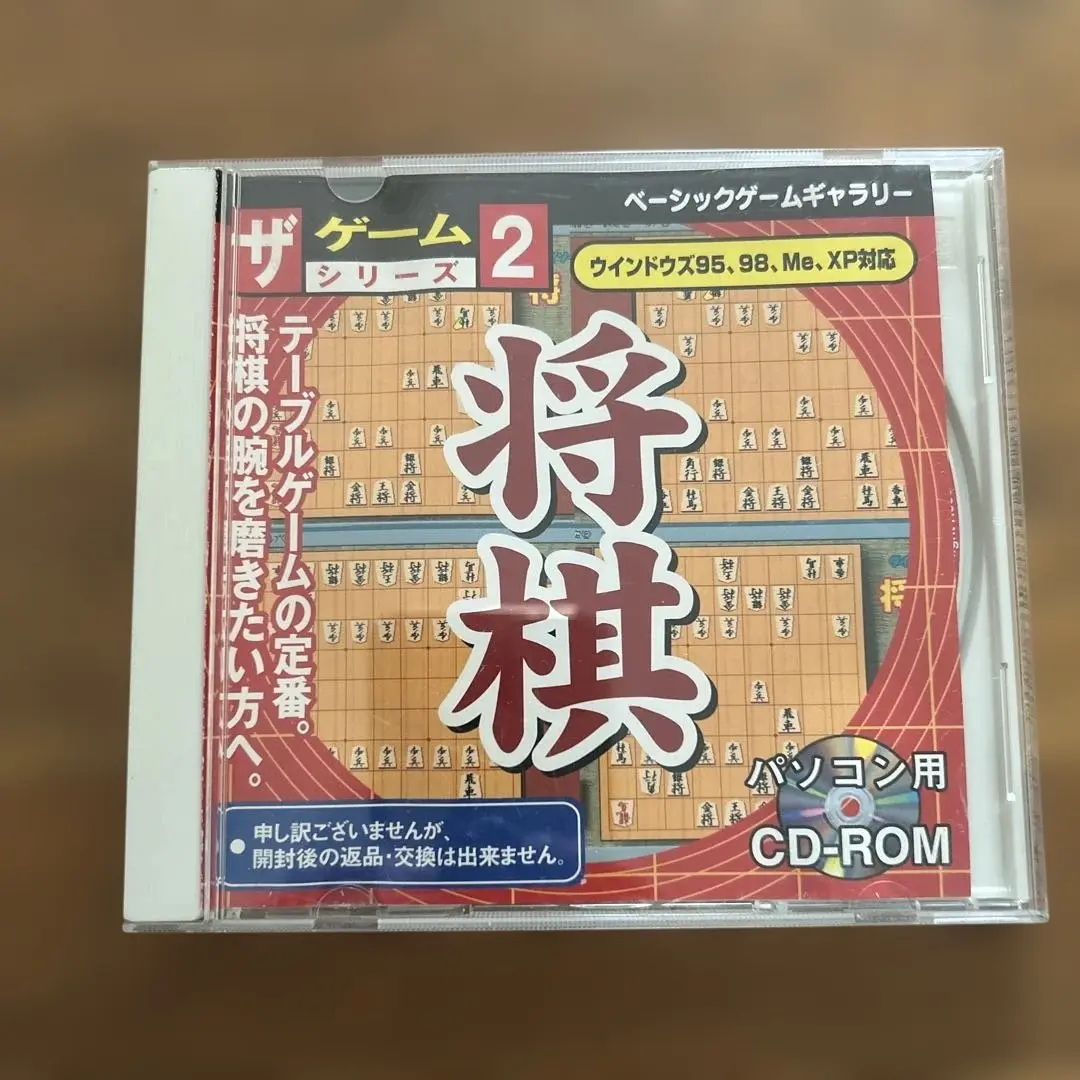 ベーシックゲームギャラリー
ザ
ゲーム
シリーズ
2
ウインドウズ95、98、Me、XP対応
将棋
テーブルゲームの定番。
将棋の腕を磨きたい方へ。
パソコン用
CD-ROM
●申し訳ございませんが、
開封後の返品・交換は出来ません。